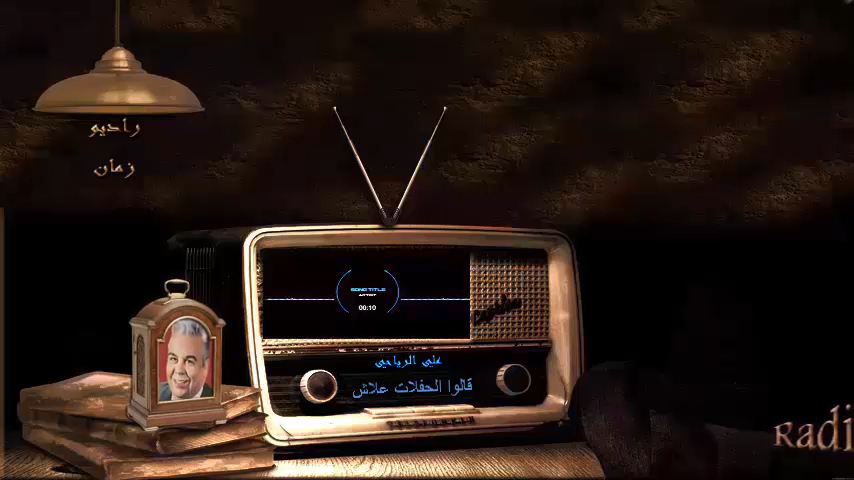 راديو
زمان
SONG TITLE
ARTIST
00:10
علي الرياحي
قالوا الحفلات علاش
Radi